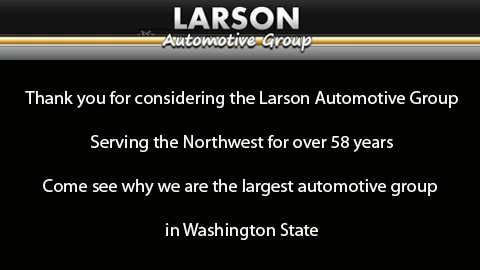 LARSON
Automotive Group
Thank you for considering the Larson Automotive Group
Serving the Northwest for over 58 years
Come see why we are the largest automotive group
in Washington State